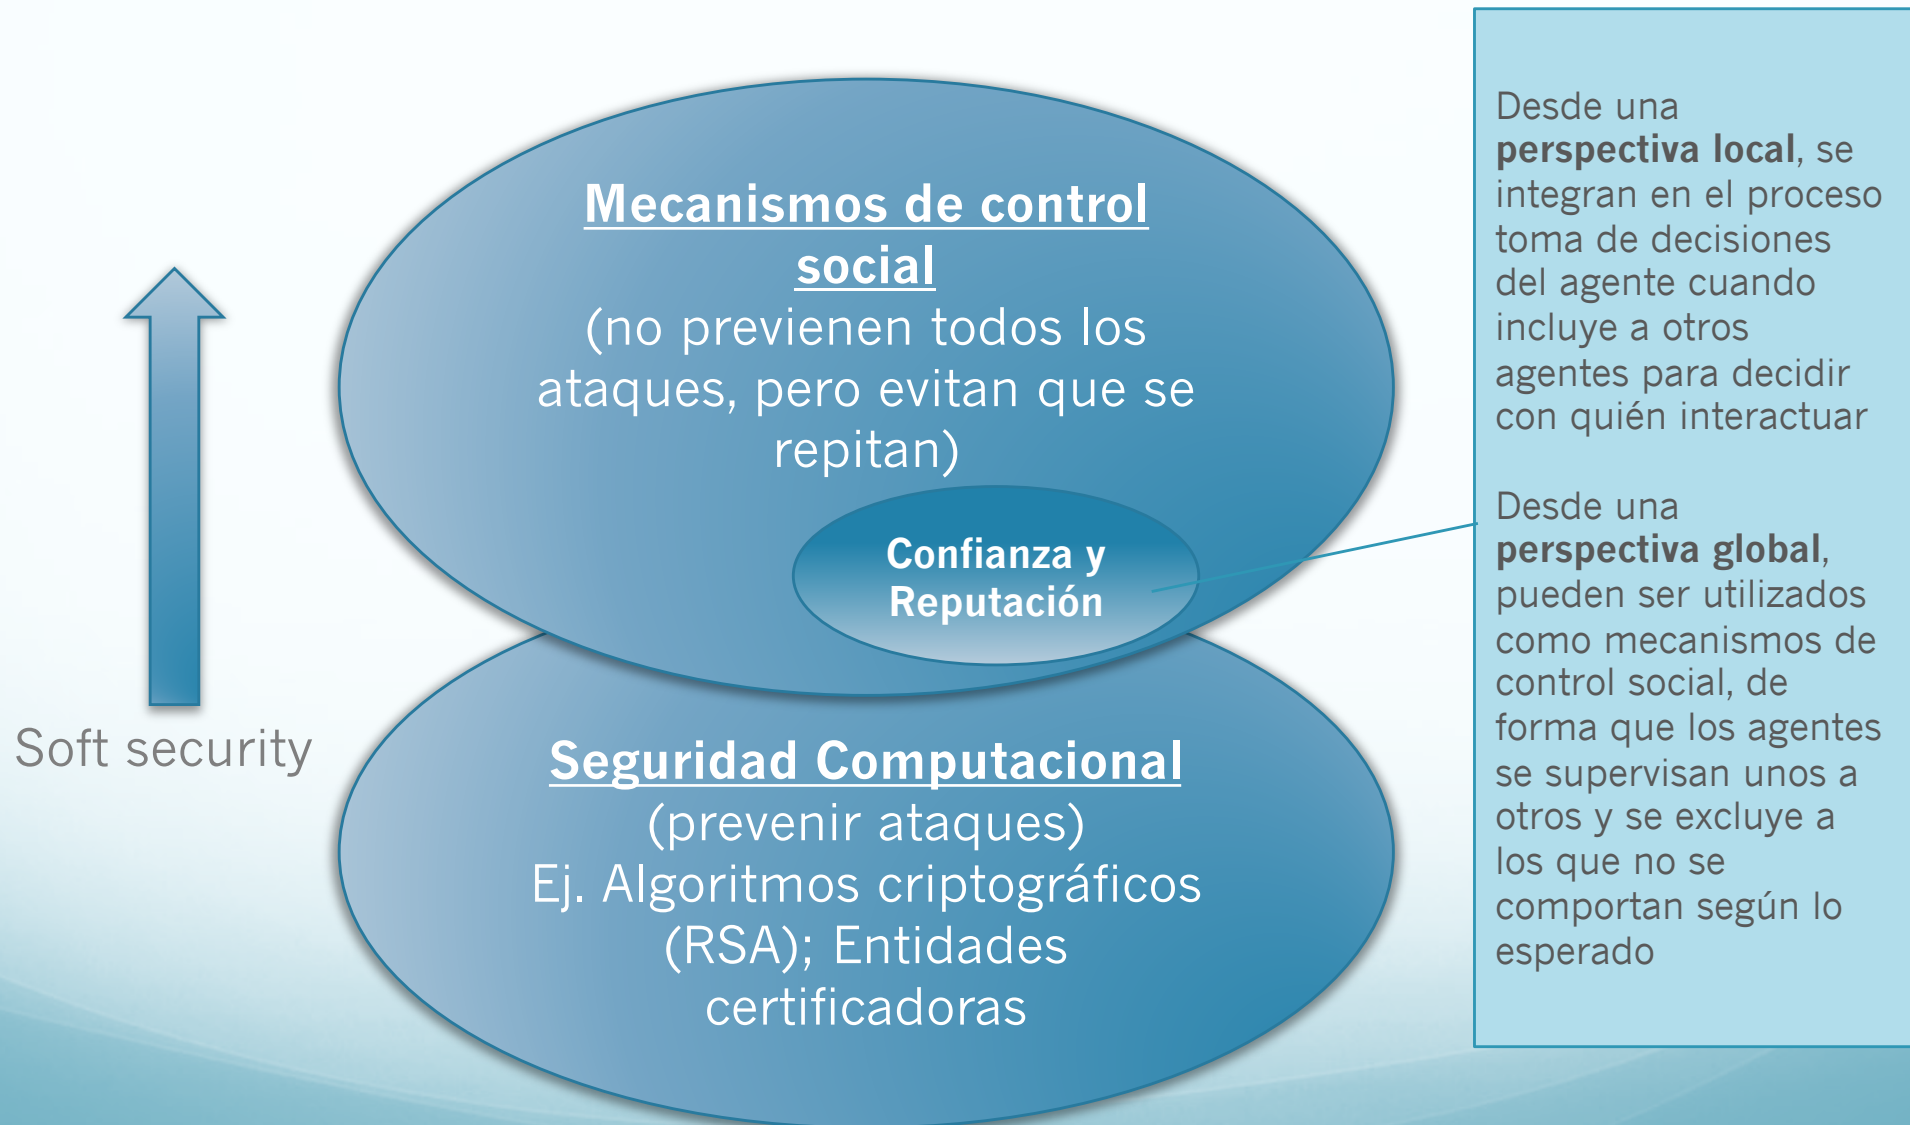 Mecanismos de control
social
(no previenen todos los
ataques, pero evitan que se
repitan)
Confianza y
Reputación
Soft security
Seguridad Computacional
(prevenir ataques)
Ej. Algoritmos criptográficos
(RSA); Entidades
certificadoras
Desde una
perspectiva local, se
integran en el proceso
toma de decisiones
del agente cuando
incluye a otros
agentes para decidir
con quién interactuar
Desde una
perspectiva global,
pueden ser utilizados
como mecanismos de
control social, de
forma que los agentes
se supervisan unos a
otros y se excluye a
los que no se
comportan según lo
esperado